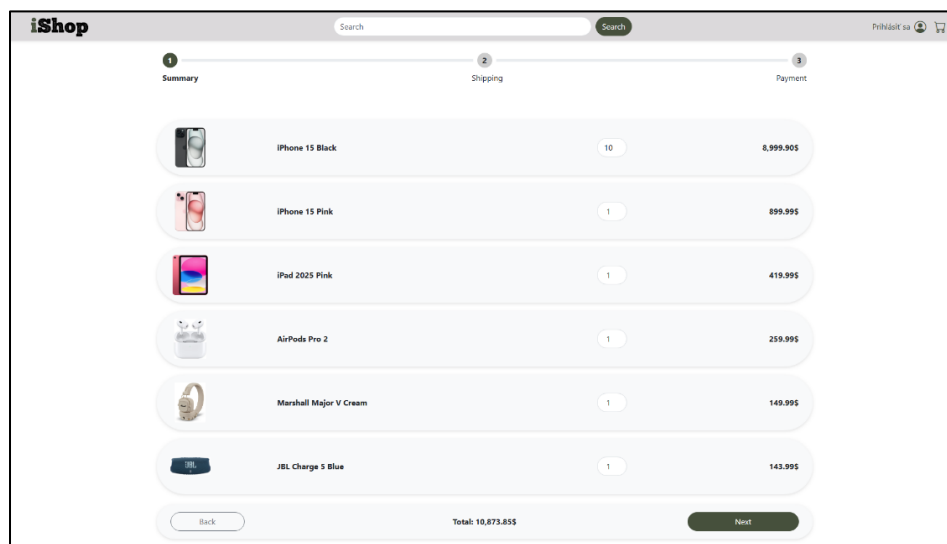 iShop Search Search Prihlásiť sa
1 2 3
Summary Shipping Payment
iPhone 15 Black 10 8,999.90$
iPhone 15 Pink 1 899.99$
iPad 2025 Pink 1 419.99$
AirPods Pro 2 1 259.99$
Marshall Major V Cream 1 149.99$
JBL
JBL Charge 5 Blue 1 143.99$
Back Total: 10,873.85$ Next